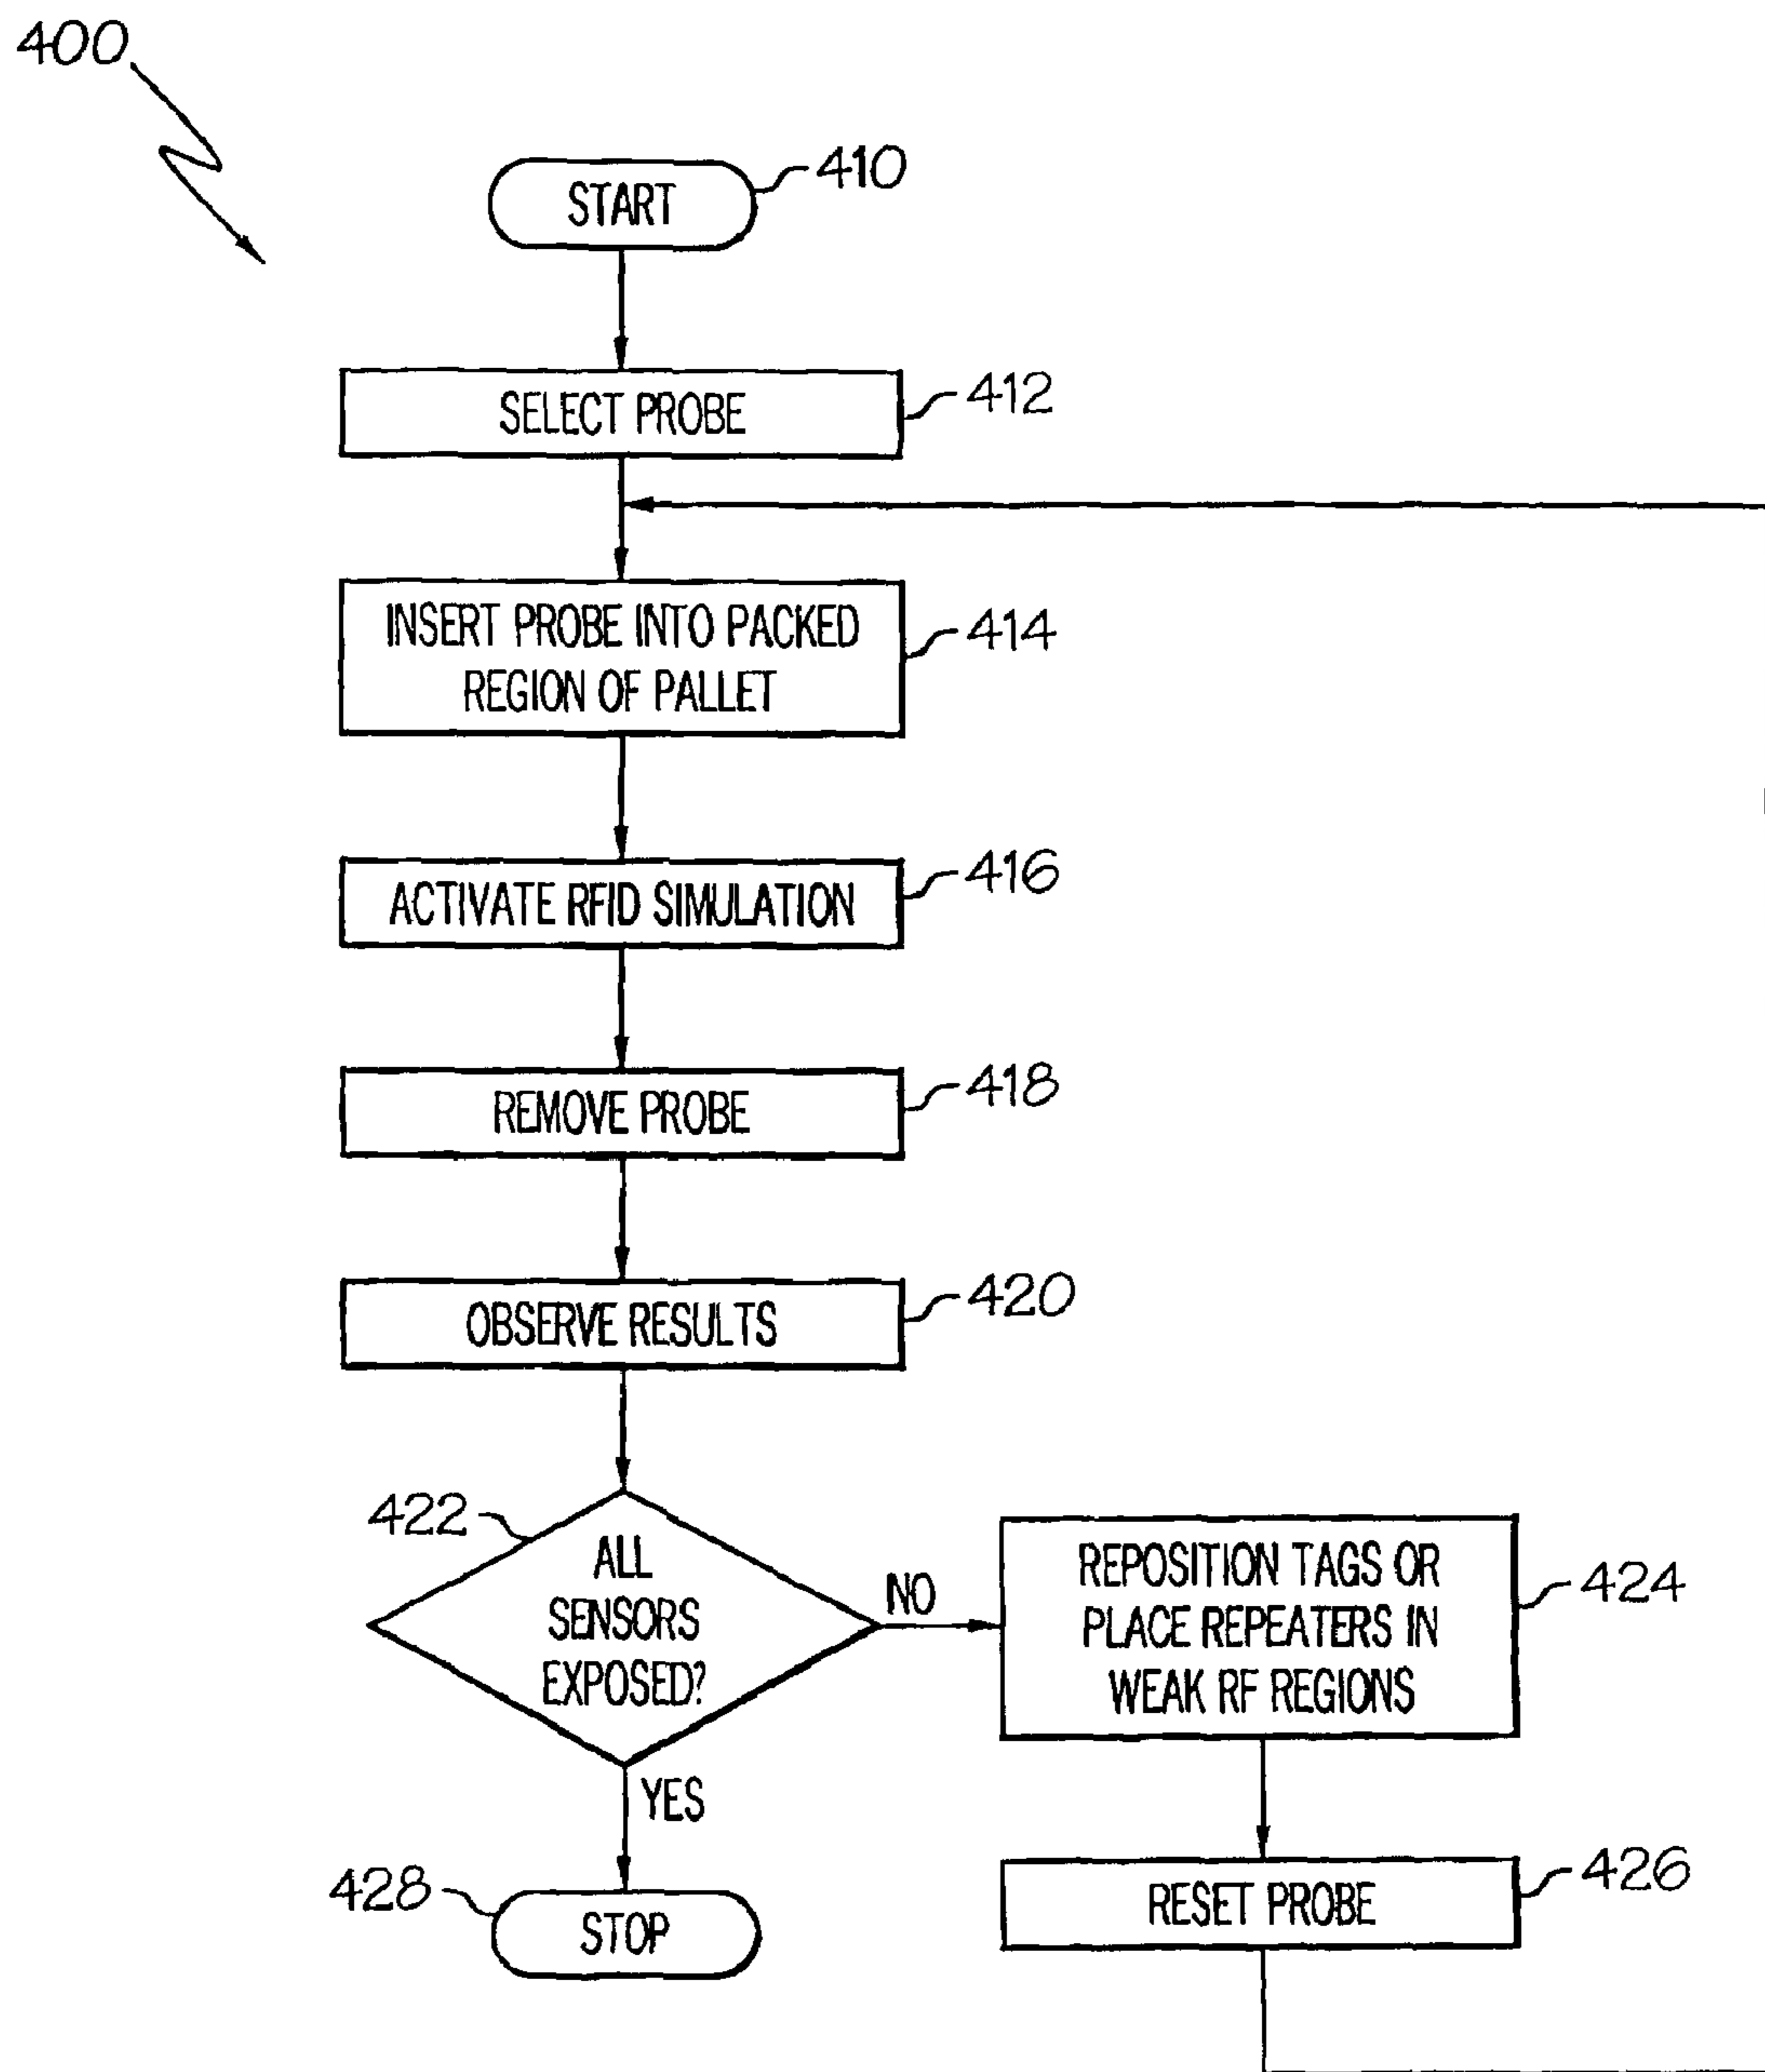 400
START
410
SELECT PROBE
412
INSERT PROBE INTO PACKED
REGION OF PALLET
414
ACTIVATE RFID SIMULATION
416
REMOVE PROBE
418
OBSERVE RESULTS
420
422
ALL
SENSORS
EXPOSED?
NO
YES
REPOSITION TAGS OR
PLACE REPEATERS IN
WEAK RF REGIONS
424
RESET PROBE
426
428
STOP